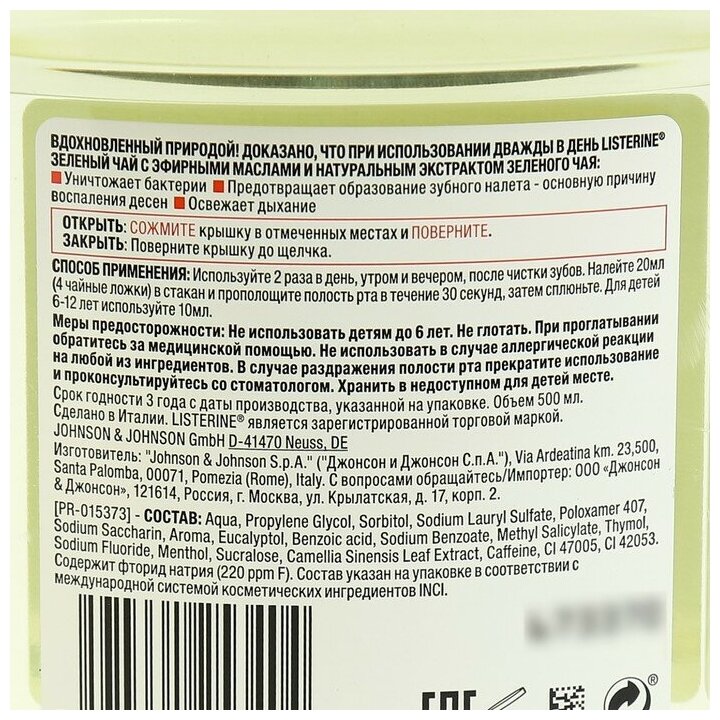 ВДОХНОВЛЕННЫЙ ПРИРОДОЙ! ДОКАЗАНО, ЧТО ПРИ ИСПОЛЬЗОВАНИИ ДВАЖДЫ В ДЕНЬ LISTERINE®
ЗЕЛЕНЫЙ ЧАЙ С ЭФИРНЫМИ МАСЛАМИ И НАТУРАЛЬНЫМ ЭКСТРАКТОМ ЗЕЛЕНОГО ЧАЯ:
■ Уничтожает бактерии ■ Предотвращает образование зубного налета - основную причину
воспаления десен ■ Освежает дыхание
ОТКРЫТЬ: СОЖМИТЕ крышку в отмеченных местах и ПОВЕРНИТЕ.
ЗАКРЫТЬ: Поверните крышку до щелчка.
СПОСОБ ПРИМЕНЕНИЯ: Используйте 2 раза в день, утром и вечером, после чистки зубов. Налейте 20мл
(4 чайные ложки) в стакан и прополощите полость рта в течение 30 секунд, затем сплюньте. Для детей
6-12 лет используйте 10мл.
Меры предосторожности: Не использовать детям до 6 лет. Не глотать. При проглатывании
обратитесь за медицинской помощью. Не использовать в случае аллергической реакции
на любой из ингредиентов. В случае раздражения полости рта прекратите использование
и проконсультируйтесь со стоматологом. Хранить в недоступном для детей месте.
Срок годности 3 года с даты производства, указанной на упаковке. Объем 500 мл.
Сделано в Италии. LISTERINE® является зарегистрированной торговой маркой.
JOHNSON & JOHNSON GmbH D-41470 Neuss, DE
Изготовитель: "Johnson & Johnson S.p.A." ("Джонсон и Джонсон С.п.А."), Via Ardeatina km. 23,500,
Santa Palomba, 00071, Pomezia (Rome), Italy. С вопросами обращайтесь/Импортер: ООО «Джонсон
& Джонсон», 121614, Россия, г. Москва, ул. Крылатская, д. 17, корп. 2.
[PR-015373] - СОСТАВ: Aqua, Propylene Glycol, Sorbitol, Sodium Lauryl Sulfate, Poloxamer 407,
Sodium Saccharin, Aroma, Eucalyptol, Benzoic acid, Sodium Benzoate, Methyl Salicylate, Thymol,
Sodium Fluoride, Menthol, Sucralose, Camellia Sinensis Leaf Extract, Caffeine, CI 47005, CI 42053.
Содержит фторид натрия (220 ppm F). Состав указан на упаковке в соответствии с
международной системой косметических ингредиентов INCI.